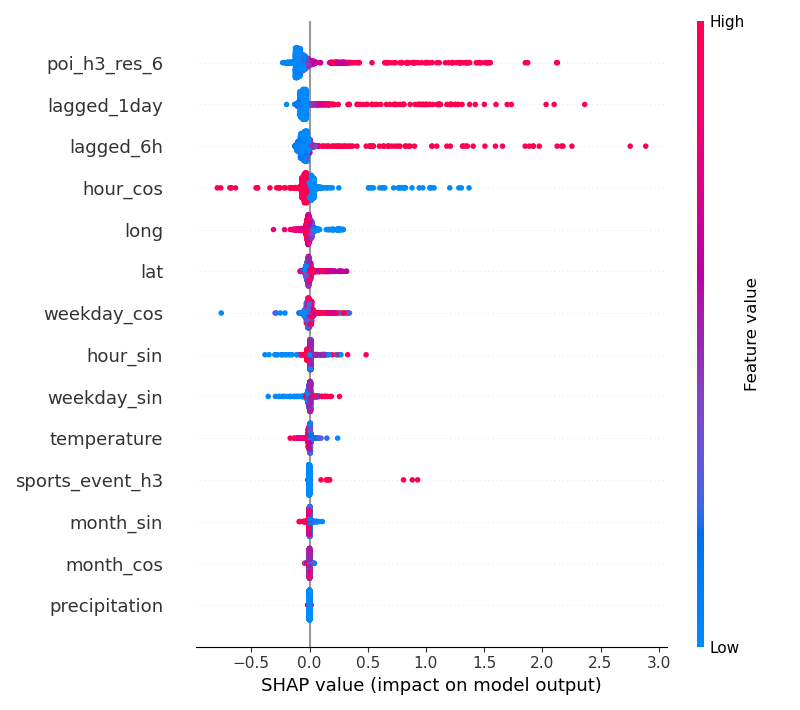 High
poi_h3_res_6
lagged_1day
lagged_6h
hour_cos
long
lat
weekday_cos
hour_sin
weekday_sin
temperature
sports_event_h3
month_sin
month_cos
precipitation
Feature value
Low
−0.5 0.0 0.5 1.0 1.5 2.0 2.5 3.0
SHAP value (impact on model output)